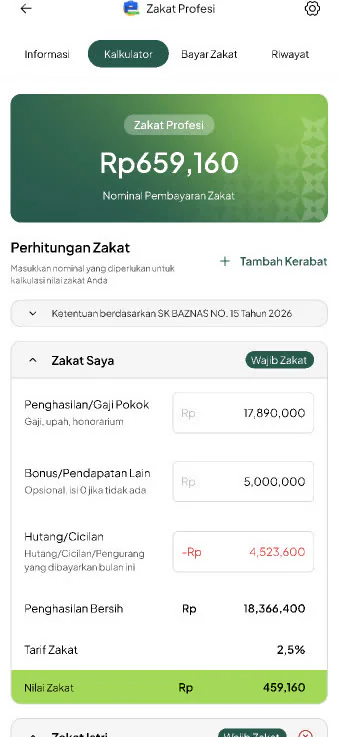 Zakat Profesi
Informasi
Kalkulator
Bayar Zakat
Riwayat
Zakat Profesi
Rp659,160
Nominal Pembayaran Zakat
Perhitungan Zakat
Masukkan nominal yang diperlukan untuk
kalkulasi nilai zakat Anda
+ Tambah Kerabat
Ketentuan berdasarkan SK BAZNAS NO. 15 Tahun 2026
Zakat Saya
Wajib Zakat
Penghasilan/Gaji Pokok
Gaji, upah, honorarium
Rp 17,890,000
Bonus/Pendapatan Lain
Opsional. isi 0 jika tidak ada
Rp 5,000,000
Hutang/Cicilan
Hutang/Cicilan/Pengurang
yang dibayarkan bulan ini
-Rp 4,523,600
Penghasilan Bersih Rp 18,366,400
Tarif Zakat 2,5%
Nilai Zakat Rp 459,160
Zakat Istri
Wajib Zakat